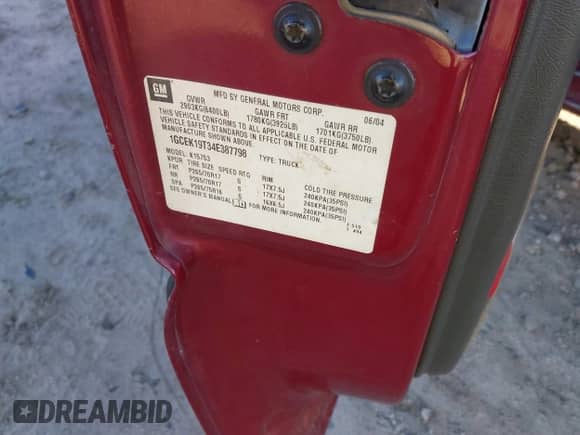 GM
MFD BY GENERAL MOTORS CORP. 06/04
GVWR GAWR FRT GAWR RR
2903KG(6400LB) 1780KG(3925LB) 1701KG(3750LB)
THIS VEHICLE CONFORMS TO ALL APPLICABLE U.S. FEDERAL MOTOR
VEHICLE SAFETY STANDARDS IN EFFECT ON THE DATE OF
MANUFACTURE SHOWN ABOVE.
1GCEK19T34E387798 TYPE: TRUCK
MODEL: K15753
TIRE SIZE SPEED RTG RIM COLD TIRE PRESSURE
FRT P265/70R17 S 17X7.5J 240KPA(35PSI)
RR P265/70R17 S 17X7.5J 240KPA(35PSI)
SPA P265/75R16 S 16X6.5J 240KPA(35PSI)
SEE OWNER'S MANUAL FOR MORE INFORMATION.
DREAMBID